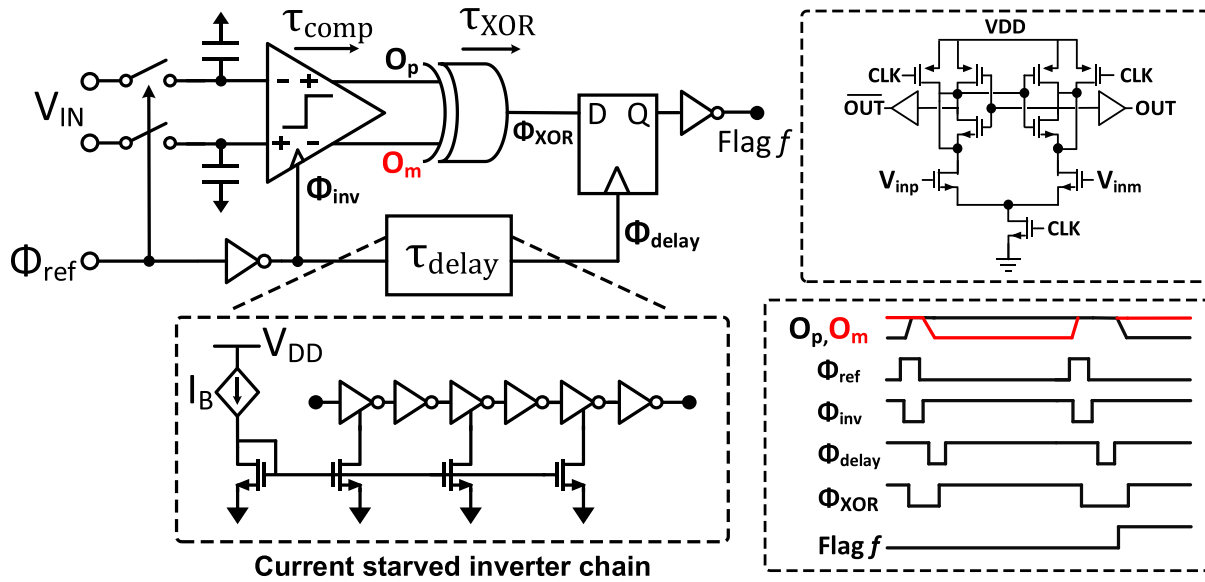 τcomp
τXOR
Op
Om
VIN
- +
+ -
Φinv
ΦXOR
D Q
Flag f
Φref
τdelay
Φdelay
VDD
IB
Current starved inverter chain
VDD
CLK
CLK
OUT
OUT
Vinp
Vinm
CLK
Op,Om
Φref
Φinv
Φdelay
ΦXOR
Flag f